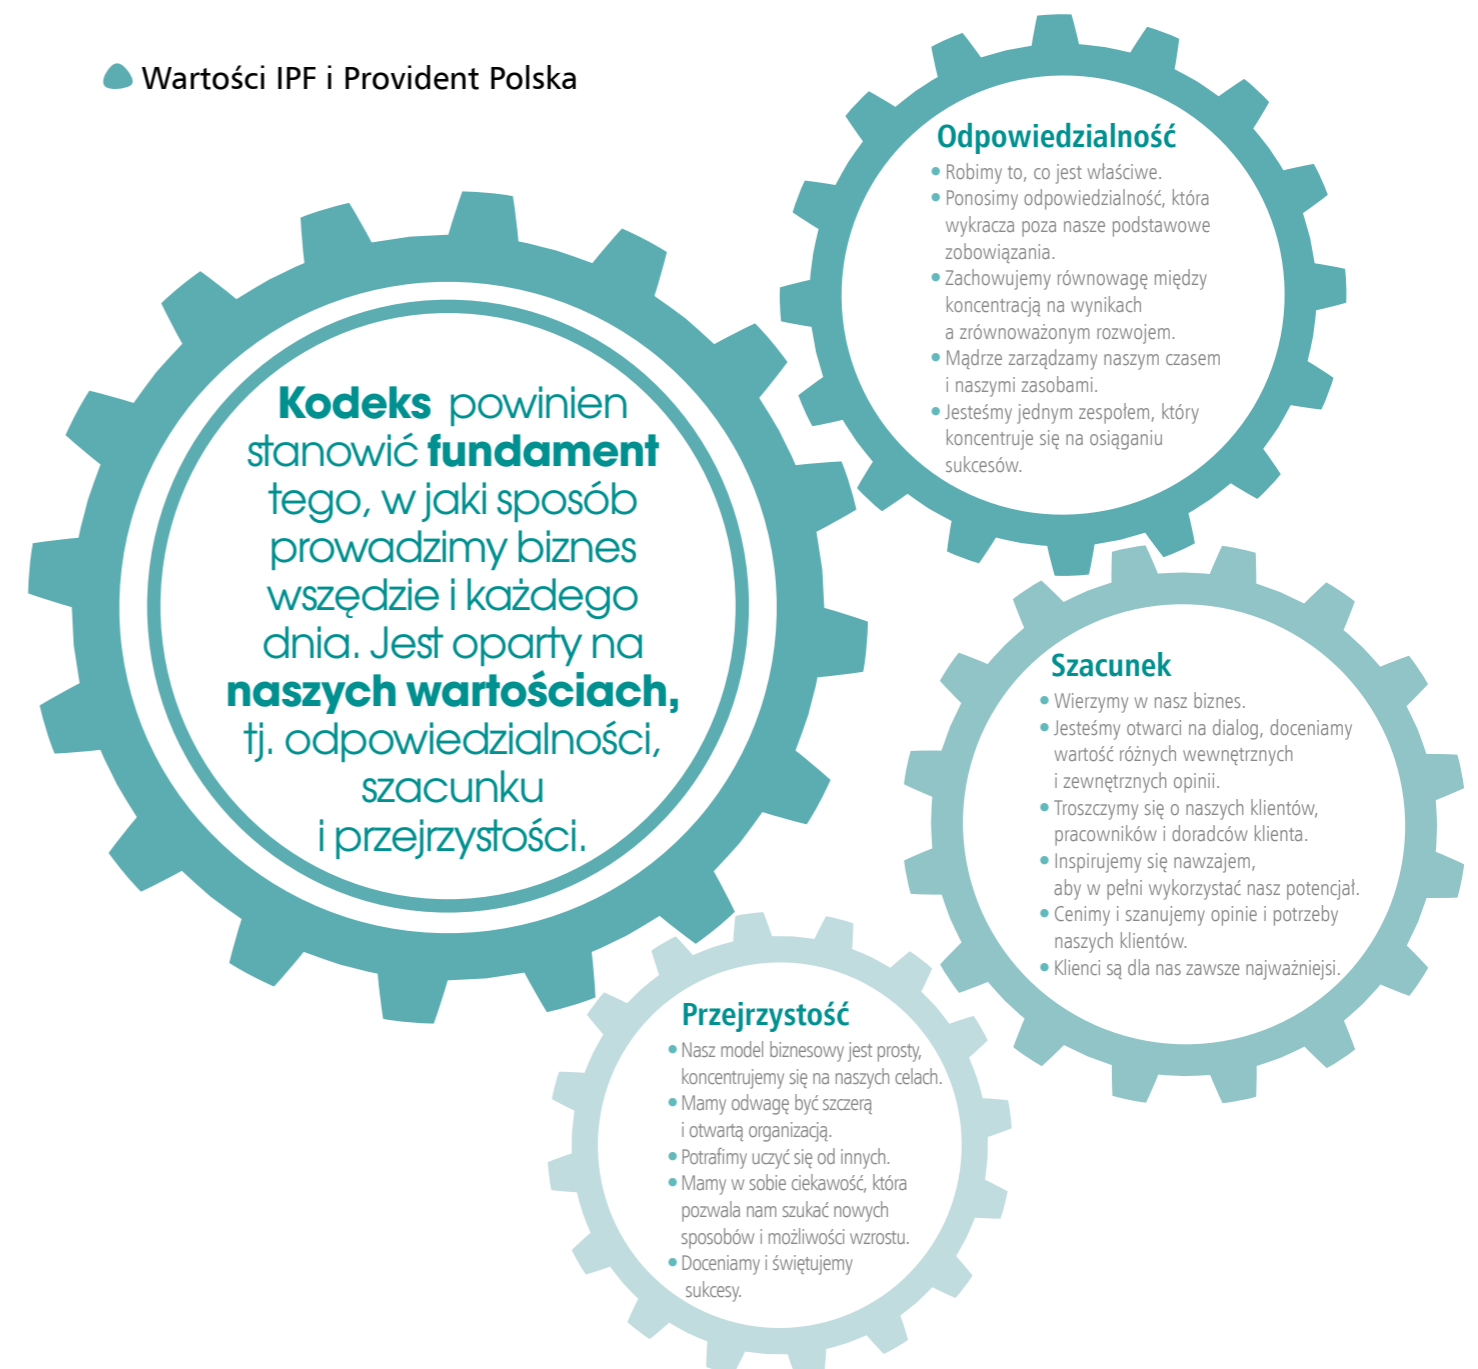 Wartości IPF i Provident Polska
Kodeks powinien
stanowić fundament
tego, w jaki sposób
prowadzimy biznes
wszędzie i każdego
dnia. Jest oparty na
naszych wartościach,
tj. odpowiedzialności,
szacunku
i przejrzystości.
Odpowiedzialność
• Robimy to, co jest właściwe.
• Ponosimy odpowiedzialność, która
wykracza poza nasze podstawowe
zobowiązania.
• Zachowujemy równowagę między
koncentracją na wynikach
a zrównoważonym rozwojem.
• Mądrze zarządzamy naszym czasem
i naszymi zasobami.
• Jesteśmy jednym zespołem, który
koncentruje się na osiąganiu
sukcesów.
Szacunek
• Wierzymy w nasz biznes.
• Jesteśmy otwarci na dialog, doceniamy
wartość różnych wewnętrznych
i zewnętrznych opinii.
• Troszczymy się o naszych klientów,
pracowników i doradców klienta.
• Inspirujemy się nawzajem,
aby w pełni wykorzystać nasz potencjał.
• Cenimy i szanujemy opinie i potrzeby
naszych klientów.
• Klienci są dla nas zawsze najważniejsi.
Przejrzystość
• Nasz model biznesowy jest prosty,
koncentrujemy się na naszych celach.
• Mamy odwagę być szczerą
i otwartą organizacją.
• Potrafimy uczyć się od innych.
• Mamy w sobie ciekawość, która
pozwala nam szukać nowych
sposobów i możliwości wzrostu.
• Doceniamy i świętujemy
sukcesy.